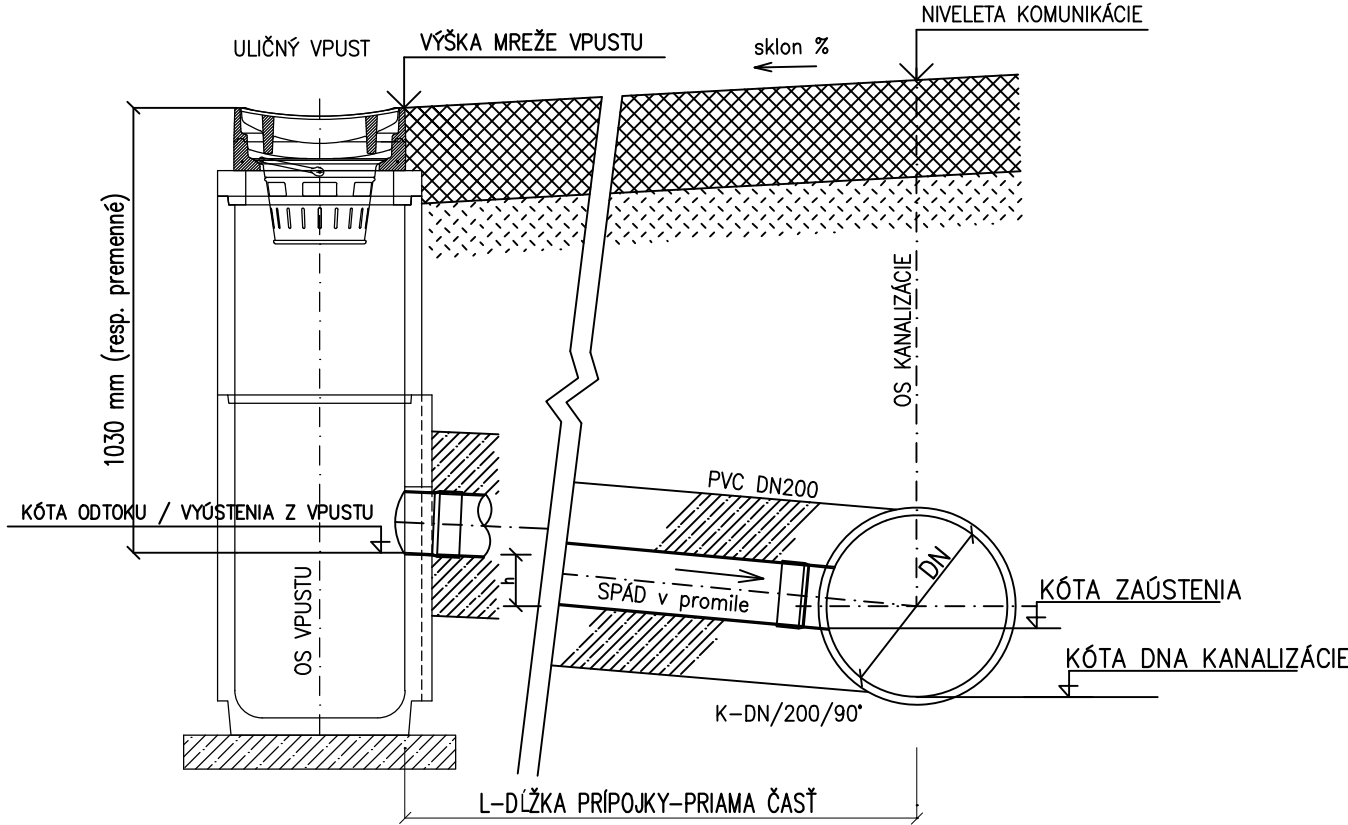 NIVELETA KOMUNIKÁCIE
ULIČNÝ VPUST
VÝŠKA MREŽE VPUSTU
sklon %
1030 mm (resp. premenné)
OS KANALIZÁCIE
PVC DN200
KÓTA ODTOKU / VYÚSTENIA Z VPUSTU
DN
h
SPÁD v promile
KÓTA ZAÚSTENIA
OS VPUSTU
KÓTA DNA KANALIZÁCIE
K-DN/200/90°
L-DĹŽKA PRÍPOJKY-PRIAMA ČASŤ